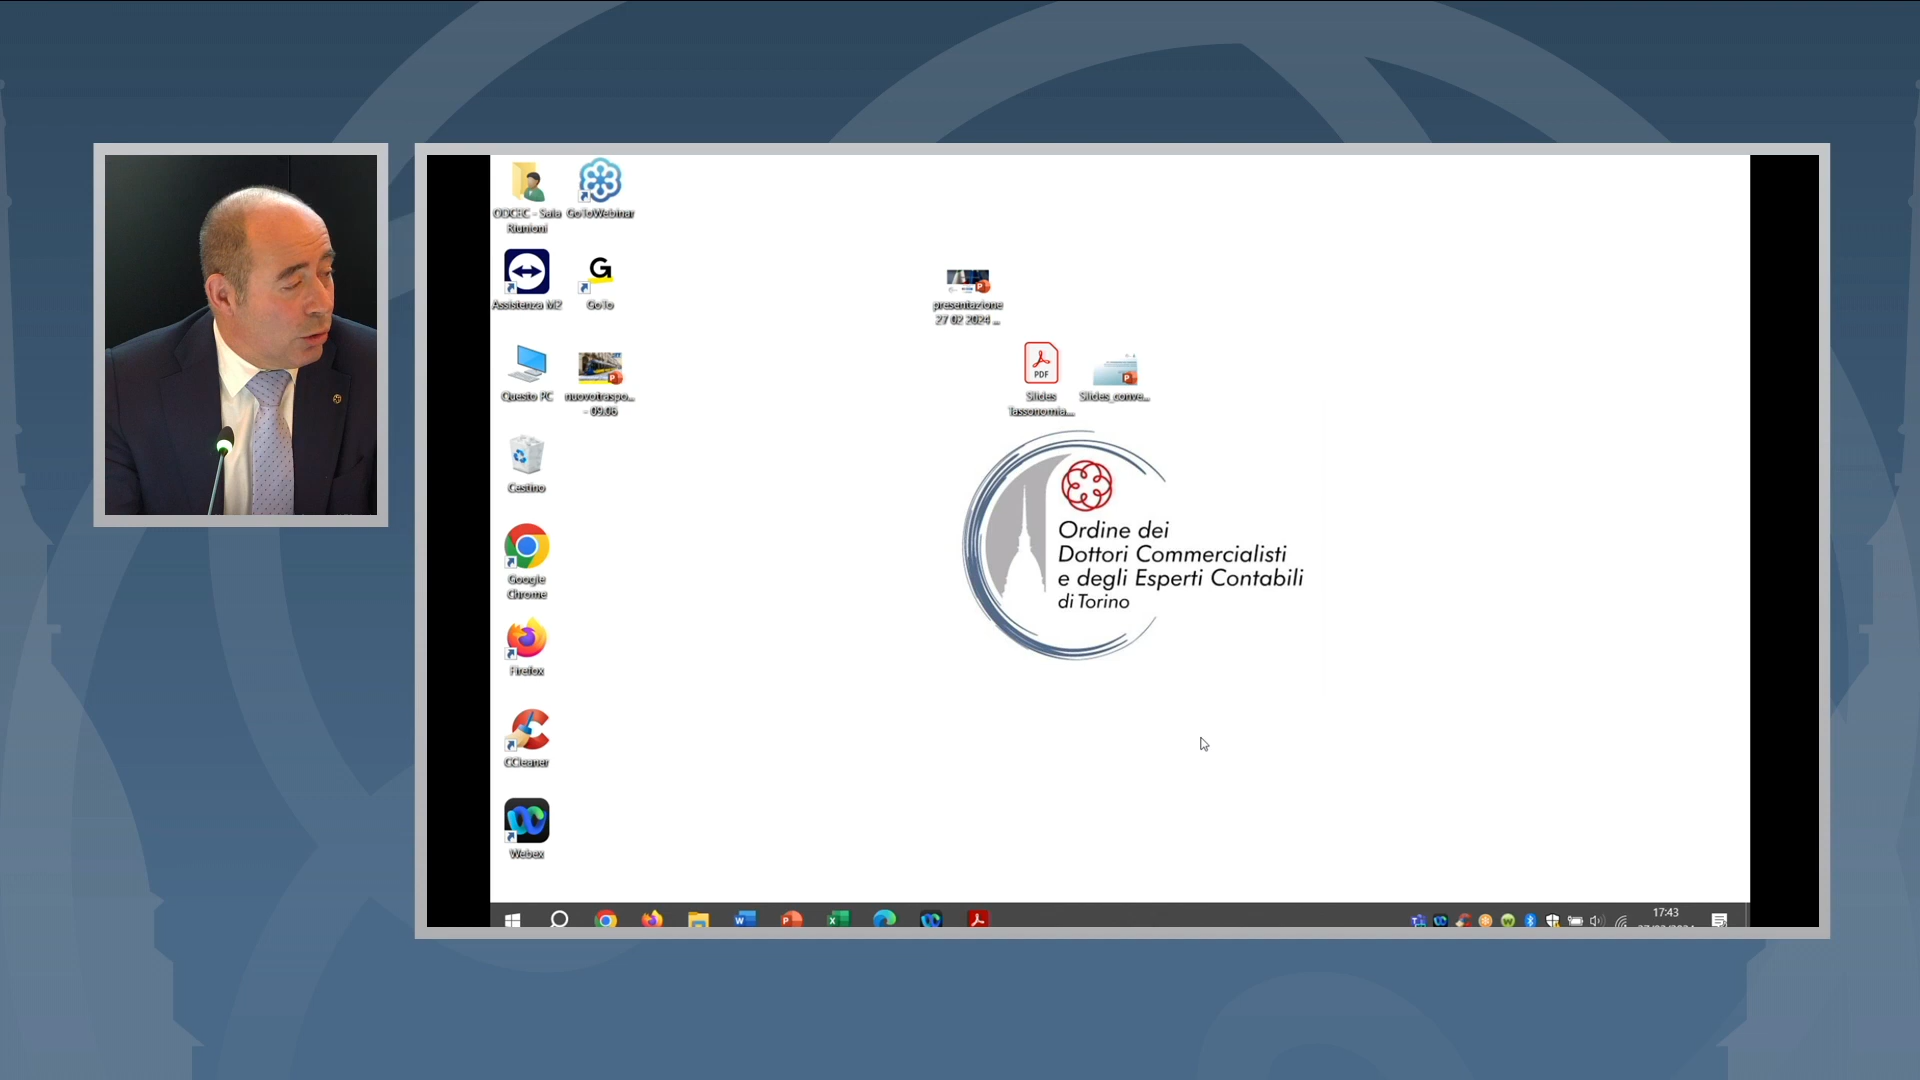 ODCEC - Sala
Riunioni
GoToWebinar
Assistenza M2
G
GoTo
presentazione
27 02 2024 ...
Questo PC
nuovotraspo...
- 09.06
PDF
Slides
Tassonomia...
Slides_conve...
Cestino
Ordine dei
Dottori Commercialisti
e degli Esperti Contabili
di Torino
Google
Chrome
Firefox
CCleaner
Webex
17:43